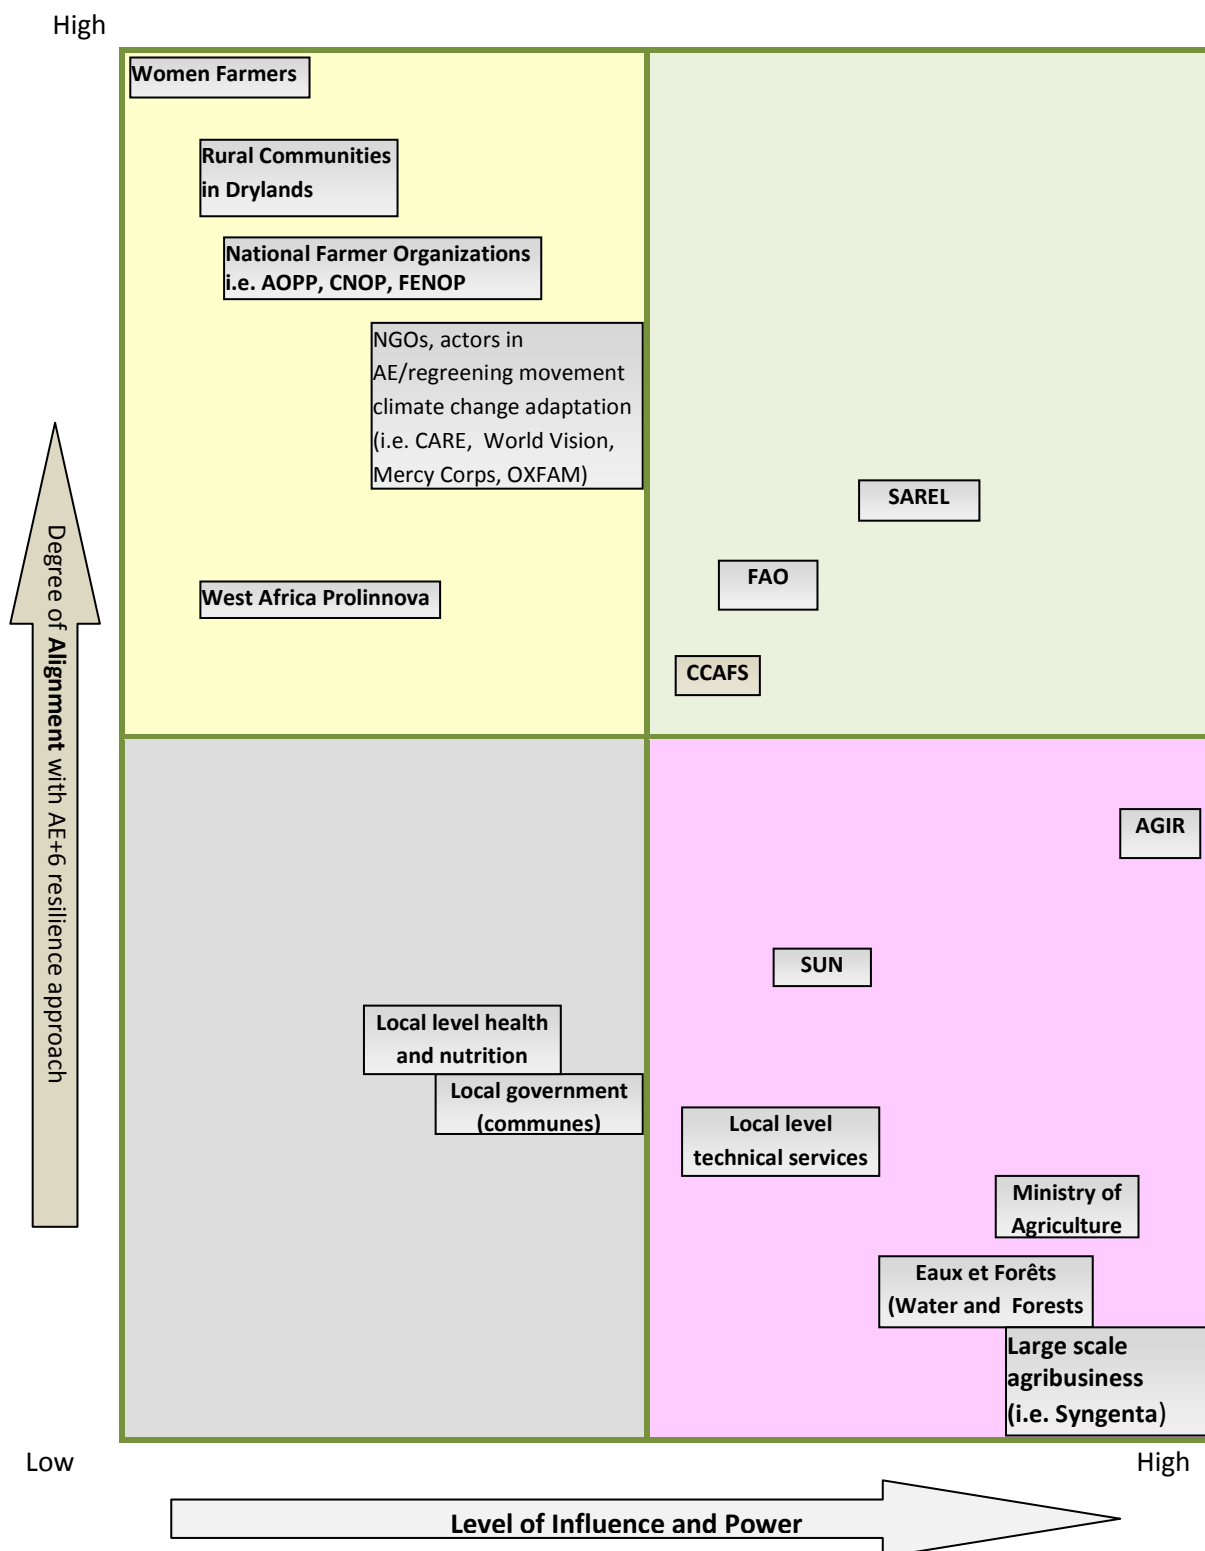 High
Women Farmers
Rural Communities
in Drylands
National Farmer Organizations
i.e. AOPP, CNOP, FENOP
NGOs, actors in
AE/regreening movement
climate change adaptation
(i.e. CARE, World Vision,
Mercy Corps, OXFAM)
SAREL
FAO
West Africa Prolinnova
CCAFS
Degree of Alignment with AE+6 resilience approach
AGIR
SUN
Local level health
and nutrition
Local government
(communes)
Local level
technical services
Ministry of
Agriculture
Eaux et Forêts
(Water and Forests
Large scale
agribusiness
(i.e. Syngenta)
Low
High
Level of Influence and Power